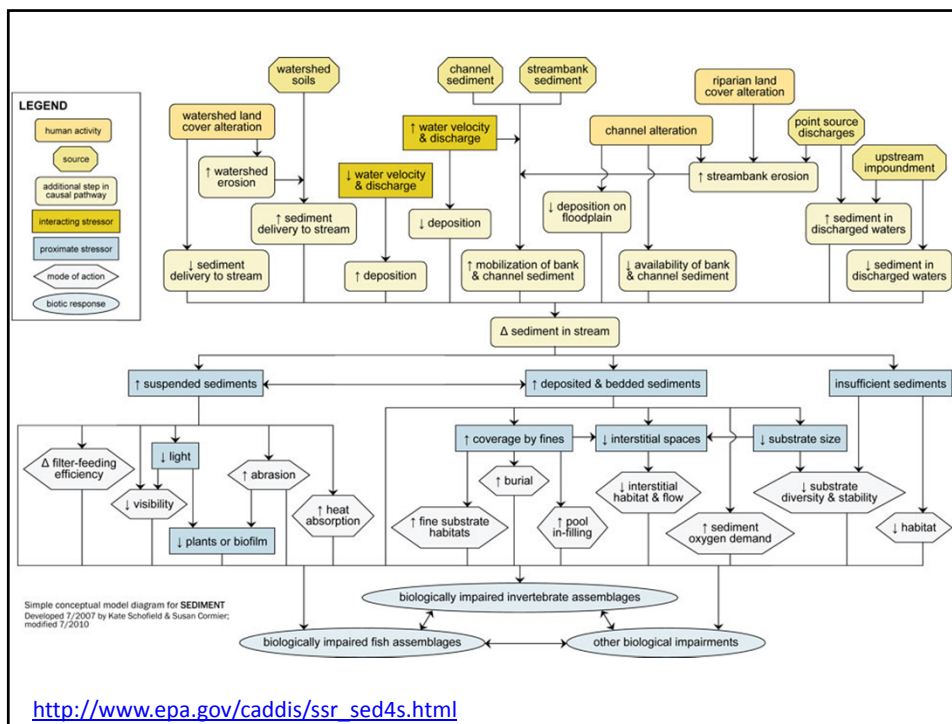 watershed
soils
channel
sediment
streambank
sediment
riparian land
cover alteration
LEGEND
human activity
source
additional step in
causal pathway
interacting stressor
proximate stressor
mode of action
biotic response
watershed land
cover alteration
↑ water velocity
& discharge
channel alteration
point source
discharges
↑ watershed
erosion
↓ water velocity
& discharge
↑ streambank erosion
upstream
impoundment
↑ sediment
delivery to stream
↓ deposition
↓ deposition on
floodplain
↑ sediment in
discharged waters
↓ sediment
delivery to stream
↑ deposition
↑ mobilization of bank
& channel sediment
↓ availability of bank
& channel sediment
↓ sediment in
discharged waters
Δ sediment in stream
↑ suspended sediments
↑ deposited & bedded sediments
insufficient sediments
Δ filter-feeding
efficiency
↓ light
↑ abrasion
↑ coverage by fines
↓ interstitial spaces
↓ substrate size
↓ visibility
↑ heat
absorption
↑ burial
↓ interstitial
habitat & flow
↓ substrate
diversity & stability
↓ plants or biofilm
↑ fine substrate
habitats
↑ pool
in-filling
↑ sediment
oxygen demand
↓ habitat
biologically impaired invertebrate assemblages
Simple conceptual model diagram for SEDIMENT
Developed 7/2007 by Kate Schofield & Susan Cormier;
modified 7/2010
biologically impaired fish assemblages
other biological impairments
http://www.epa.gov/caddis/ssr_sed4s.html